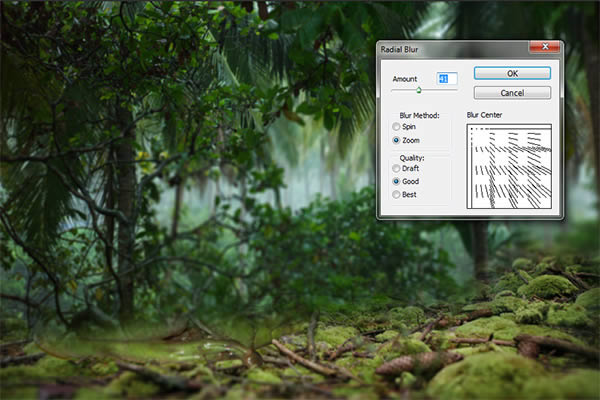 Radial Blur
Amount 41
OK
Cancel
Blur Method:
Spin
Zoom
Blur Center
Quality:
Draft
Good
Best